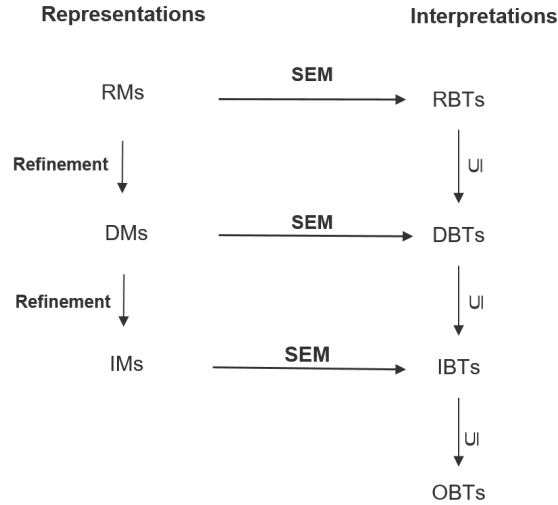 Representations Interpretations
RMs SEM RBTs
Refinement ⊆
DMs SEM DBTs
Refinement ⊆
IMs SEM IBTs
⊆
OBTs